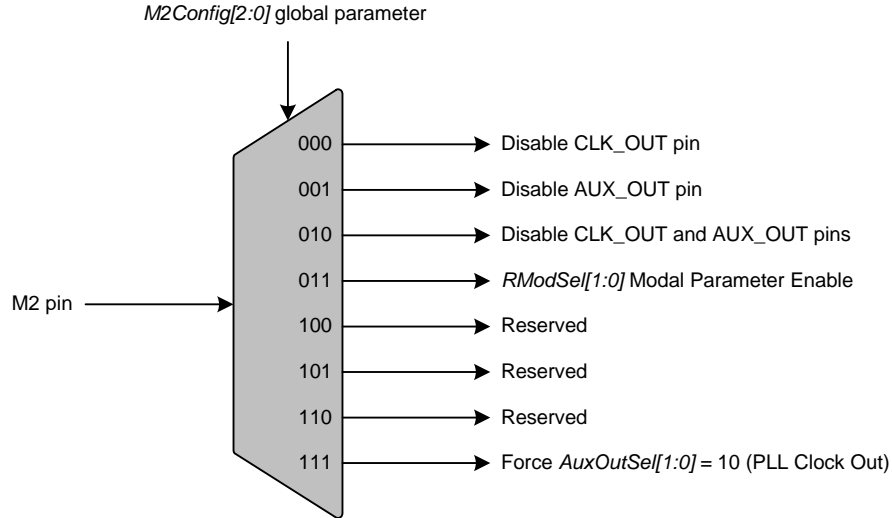 M2Config[2:0] global parameter
000 Disable CLK_OUT pin
001 Disable AUX_OUT pin
010 Disable CLK_OUT and AUX_OUT pins
011 RModSel[1:0] Modal Parameter Enable
M2 pin
100 Reserved
101 Reserved
110 Reserved
111 Force AuxOutSel[1:0] = 10 (PLL Clock Out)